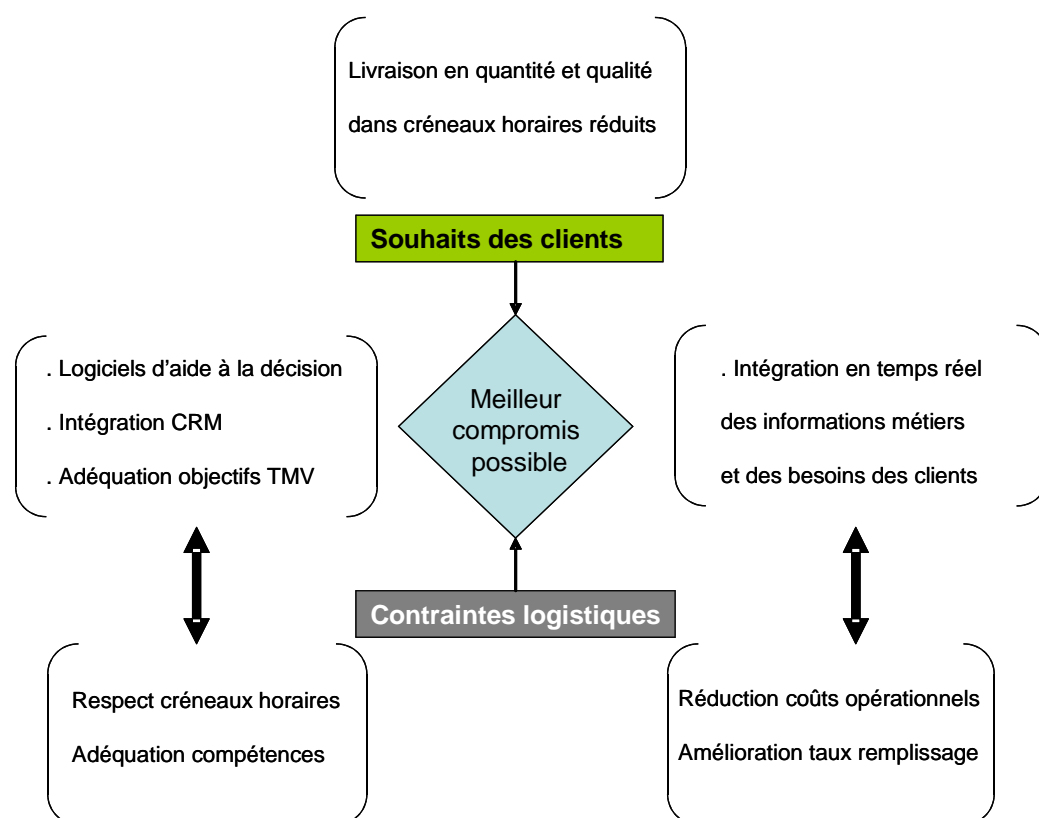 Livraison en quantité et qualité
dans créneaux horaires réduits
Souhaits des clients
. Logiciels d'aide à la décision
. Intégration CRM
. Adéquation objectifs TMV
Meilleur
compromis
possible
. Intégration en temps réel
des informations métiers
et des besoins des clients
Contraintes logistiques
Respect créneaux horaires
Adéquation compétences
Réduction coûts opérationnels
Amélioration taux remplissage